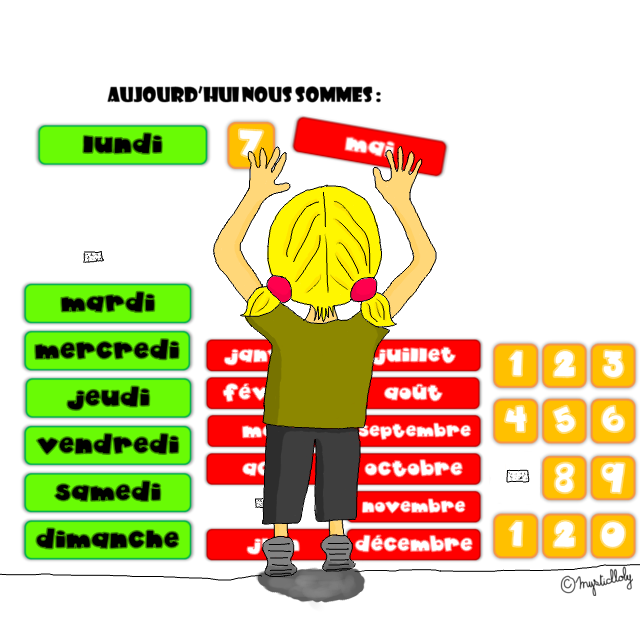 AUJOURD'HUI NOUS SOMMES :
lundi 7 mai
mardi
mercredi
jeudi
vendredi
samedi
dimanche
juillet
août
septembre
octobre
novembre
décembre
1 2 3
4 5 6
8 9
1 2 0
©mysticlloly